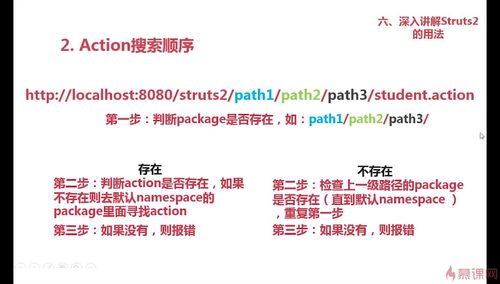 六、深入讲解Struts2
的用法
2. Action搜索顺序
http://localhost:8080/struts2/path1/path2/path3/student.action
第一步：判断package是否存在，如：path1/path2/path3/
存在
第二步：判断action是否存在，如果
不存在则去默认namespace的
package里面寻找action
第三步：如果没有，则报错
不存在
第二步：检查上一级路径的package
是否存在（直到默认namespace ）
，重复第一步
第三步：如果没有，则报错
慕课网